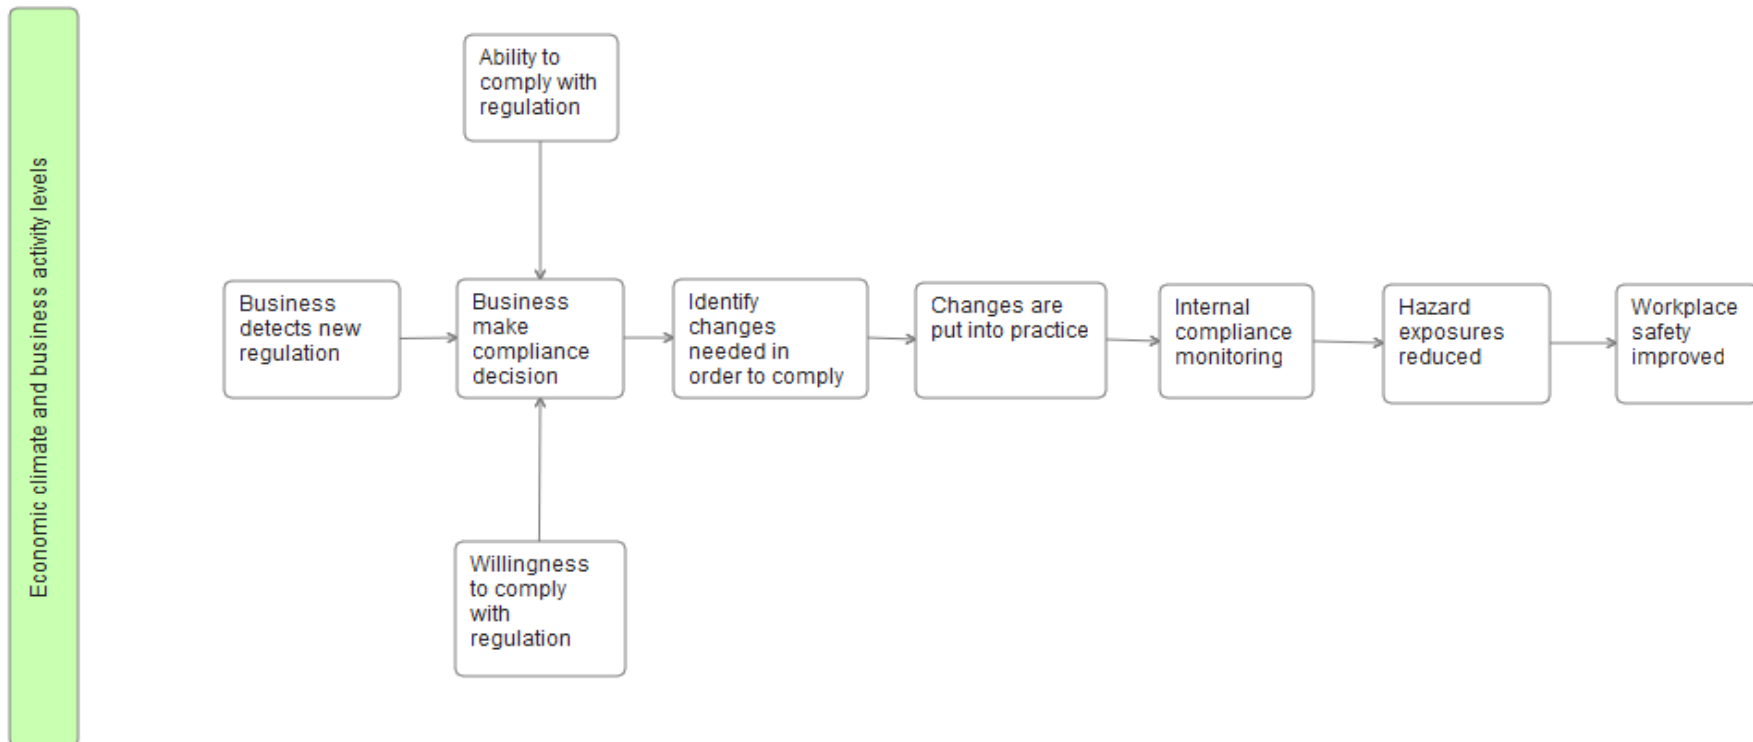 Economic climate and business activity levels
Ability to
comply with
regulation
Business
detects new
regulation
Business
make
compliance
decision
Identify
changes
needed in
order to comply
Changes are
put into practice
Internal
compliance
monitoring
Hazard
exposures
reduced
Workplace
safety
improved
Willingness
to comply
with
regulation